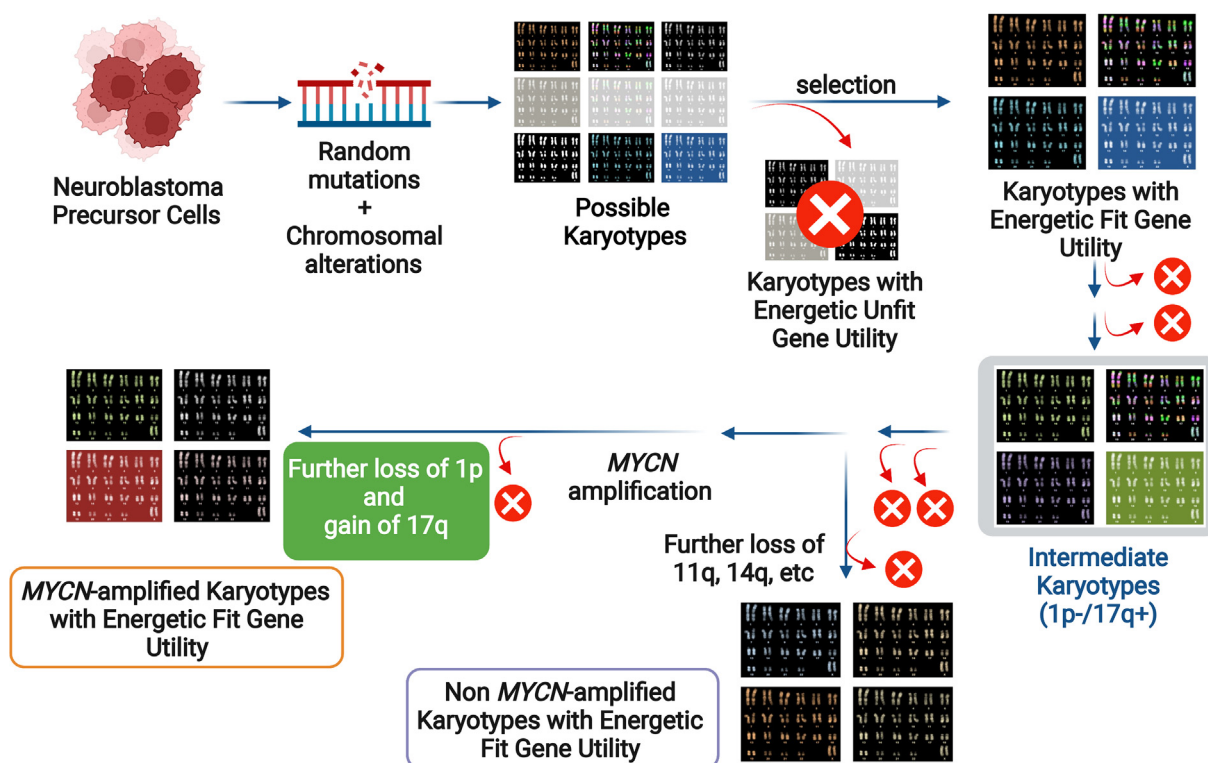 Neuroblastoma
Precursor Cells
Random
mutations
+
Chromosomal
alterations
Possible
Karyotypes
selection
Karyotypes with
Energetic Unfit
Gene Utility
Karyotypes with
Energetic Fit Gene
Utility
Intermediate
Karyotypes
(1p-/17q+)
MYCN
amplification
Further loss of
11q, 14q, etc
Further loss of 1p
and
gain of 17q
MYCN-amplified Karyotypes
with Energetic Fit Gene
Utility
Non MYCN-amplified
Karyotypes with Energetic
Fit Gene Utility